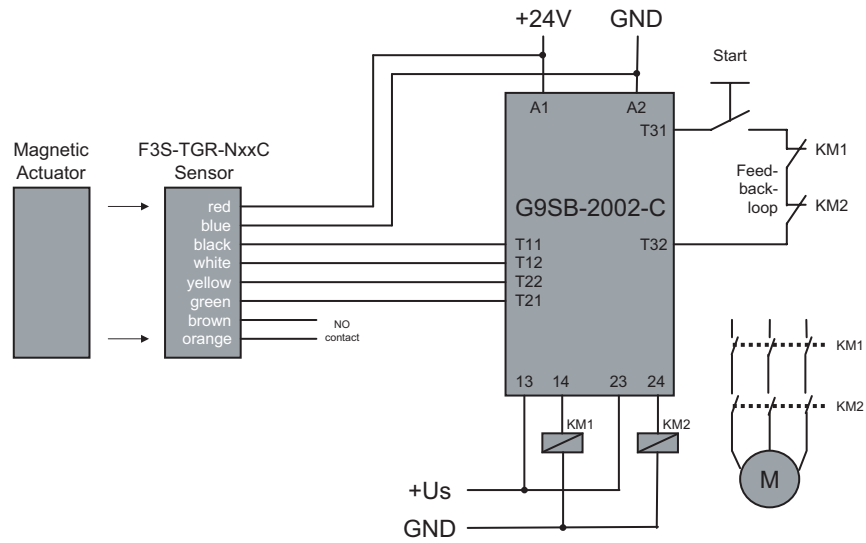 +24V
GND
Start
A1
A2
T31
Magnetic
Actuator
F3S-TGR-NxxC
Sensor
KM1
Feed-
back-
loop
KM2
red
blue
black
white
yellow
green
brown
orange
NO
contact
G9SB-2002-C
T11
T12
T22
T21
T32
13
14
23
24
KM1
KM2
KM1
KM2
M
+Us
GND